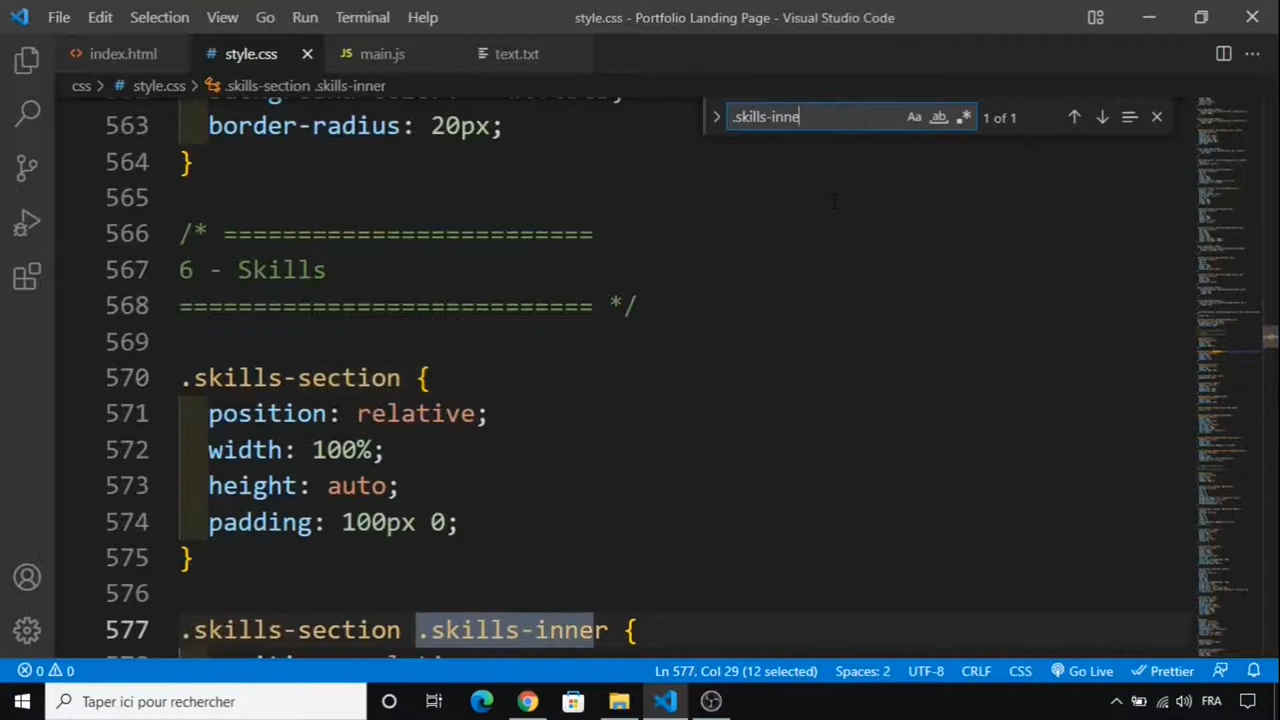 File Edit Selection View Go Run Terminal Help style.css - Portfolio Landing Page - Visual Studio Code
index.html # style.css JS main.js text.txt
css > # style.css > .skills-section .skills-inner
.skills-inne Aa ab .* 1 of 1
563 border-radius: 20px;
564 }
565
566 /* =========================
567 6 - Skills
568 ============================ */
569
570 .skills-section {
571 position: relative;
572 width: 100%;
573 height: auto;
574 padding: 100px 0;
575 }
576
577 .skills-section .skills-inner {
0 0 Ln 577, Col 29 (12 selected) Spaces: 2 UTF-8 CRLF CSS Go Live Prettier
Taper ici pour rechercher FRA